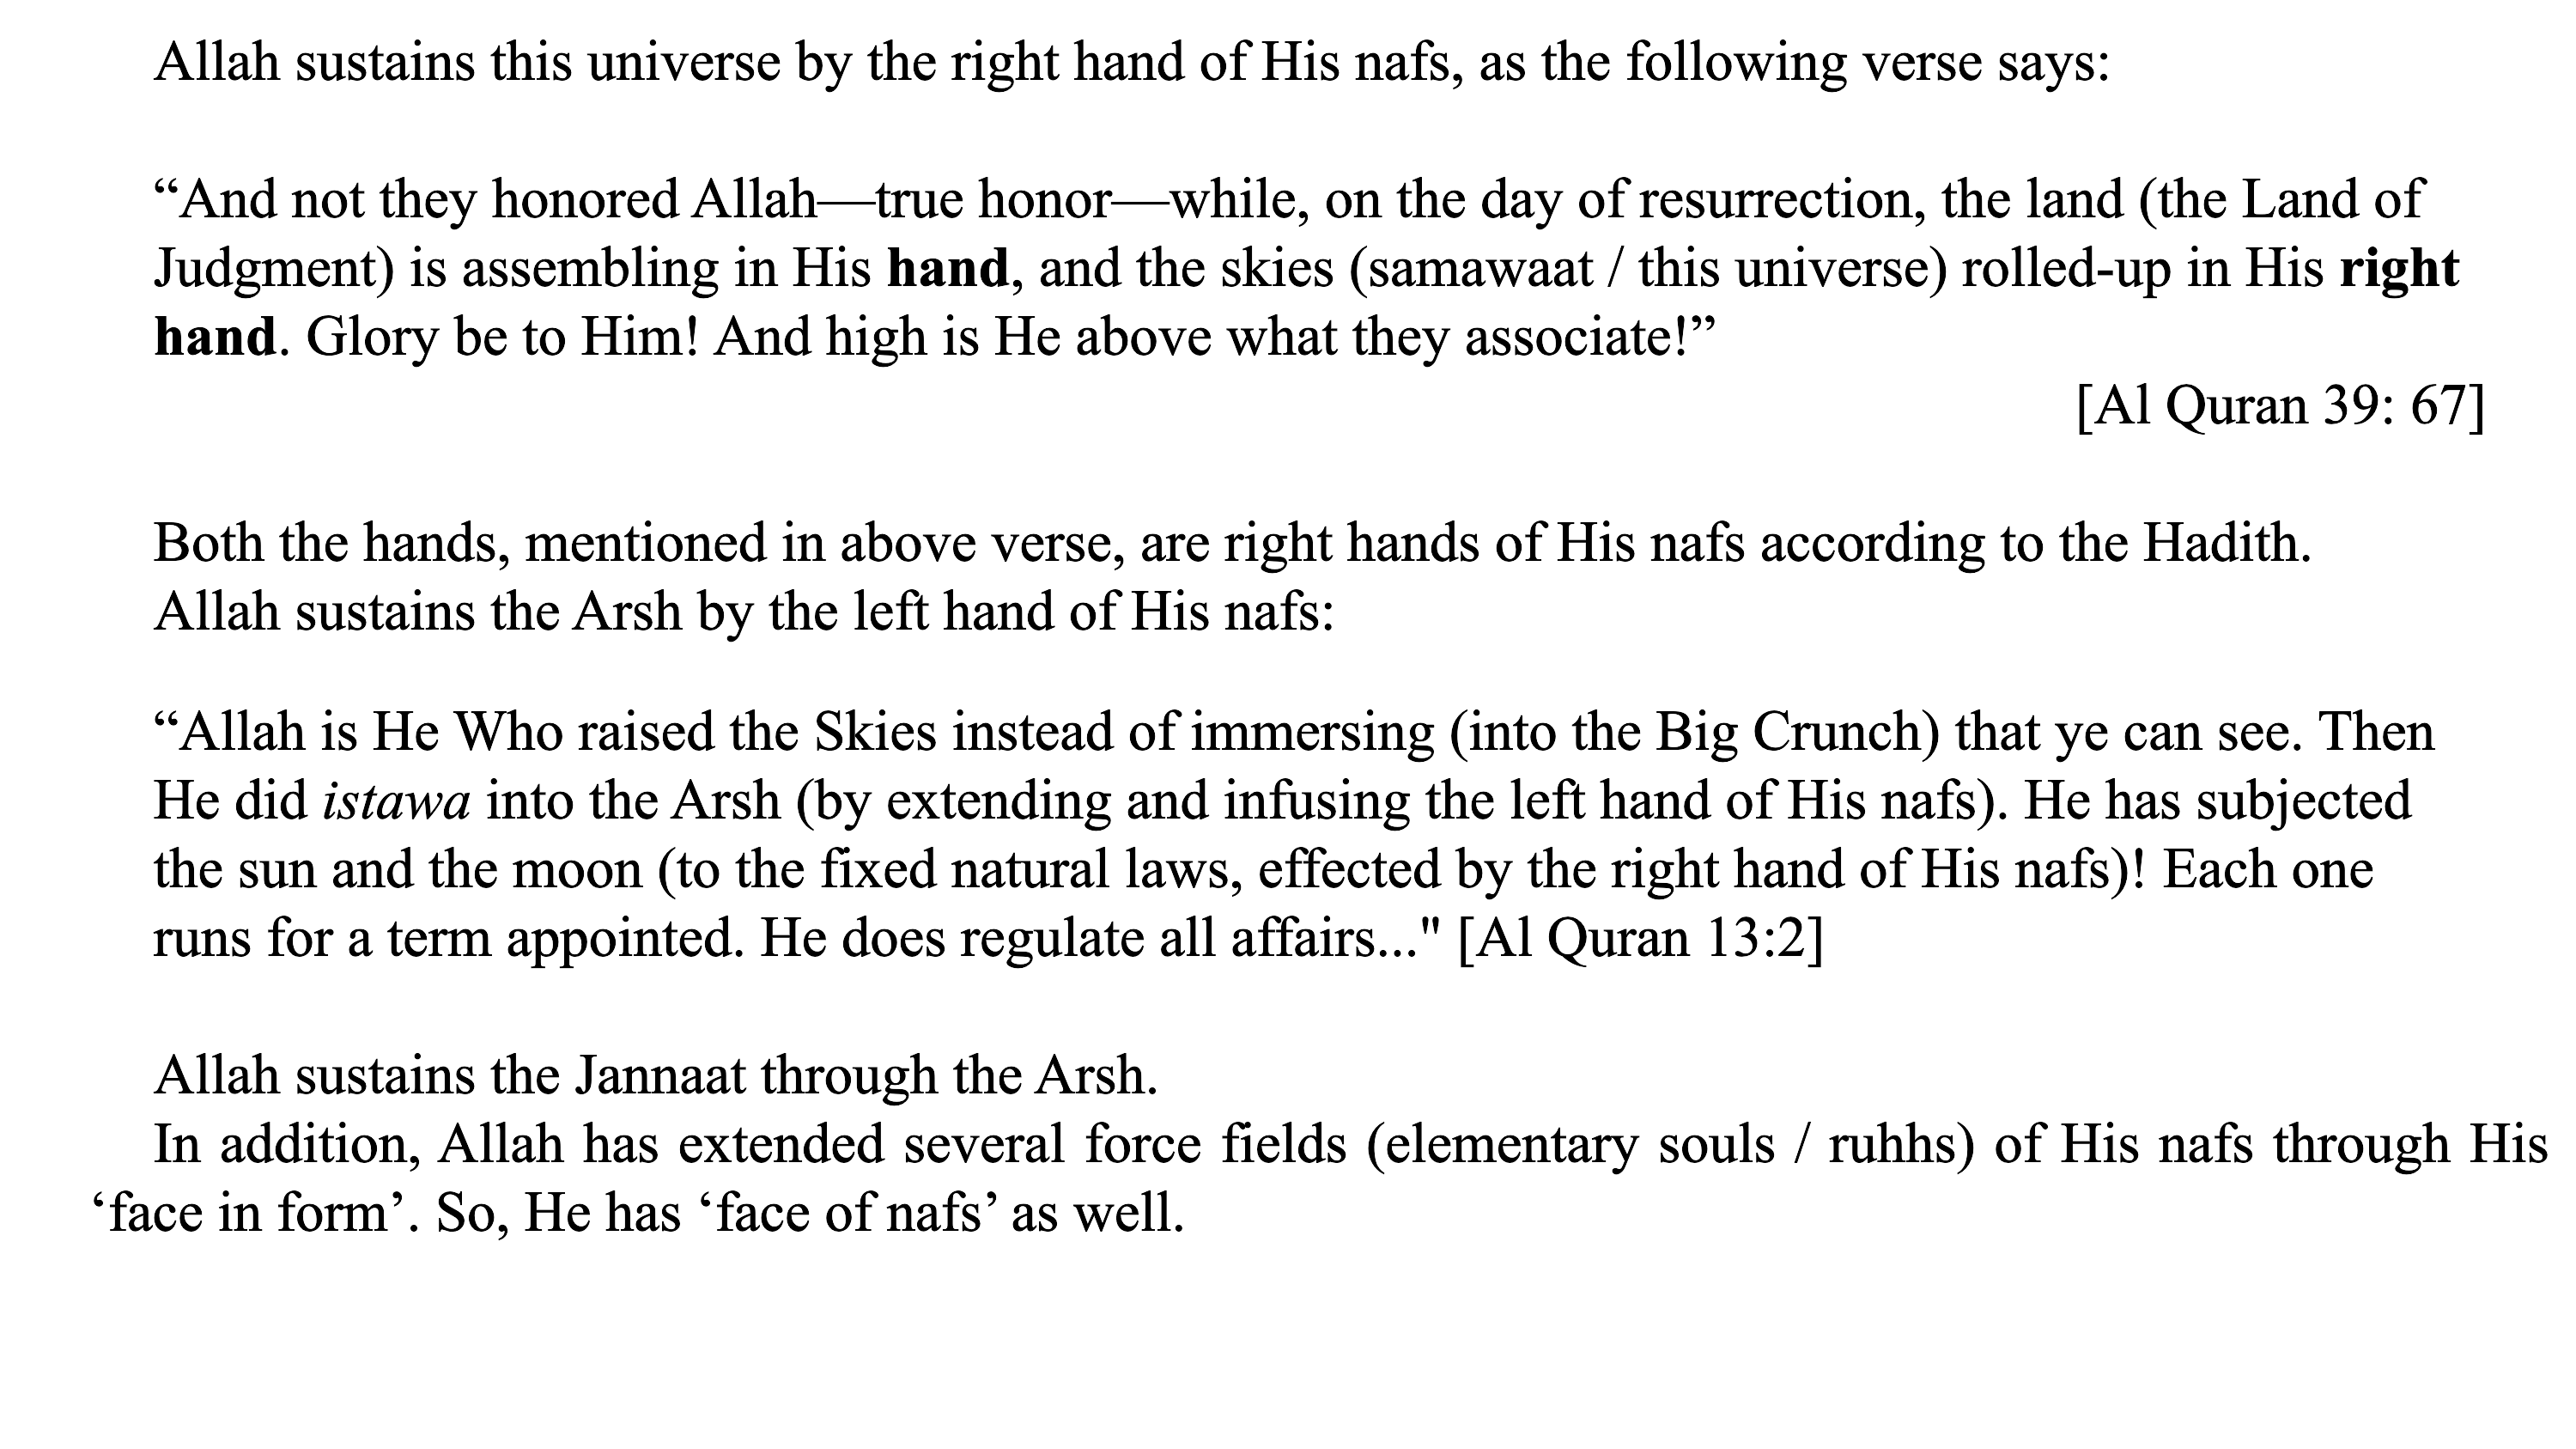 Allah sustains this universe by the right hand of His nafs, as the following verse says:
“And not they honored Allah—true honor—while, on the day of resurrection, the land (the Land of
Judgment) is assembling in His hand, and the skies (samawaat / this universe) rolled-up in His right
hand. Glory be to Him! And high is He above what they associate!”
[Al Quran 39: 67]
Both the hands, mentioned in above verse, are right hands of His nafs according to the Hadith.
Allah sustains the Arsh by the left hand of His nafs:
“Allah is He Who raised the Skies instead of immersing (into the Big Crunch) that ye can see. Then
He did istawa into the Arsh (by extending and infusing the left hand of His nafs). He has subjected
the sun and the moon (to the fixed natural laws, effected by the right hand of His nafs)! Each one
runs for a term appointed. He does regulate all affairs..." [Al Quran 13:2]
Allah sustains the Jannaat through the Arsh.
In addition, Allah has extended several force fields (elementary souls / ruhhs) of His nafs through His
‘face in form’. So, He has ‘face of nafs’ as well.